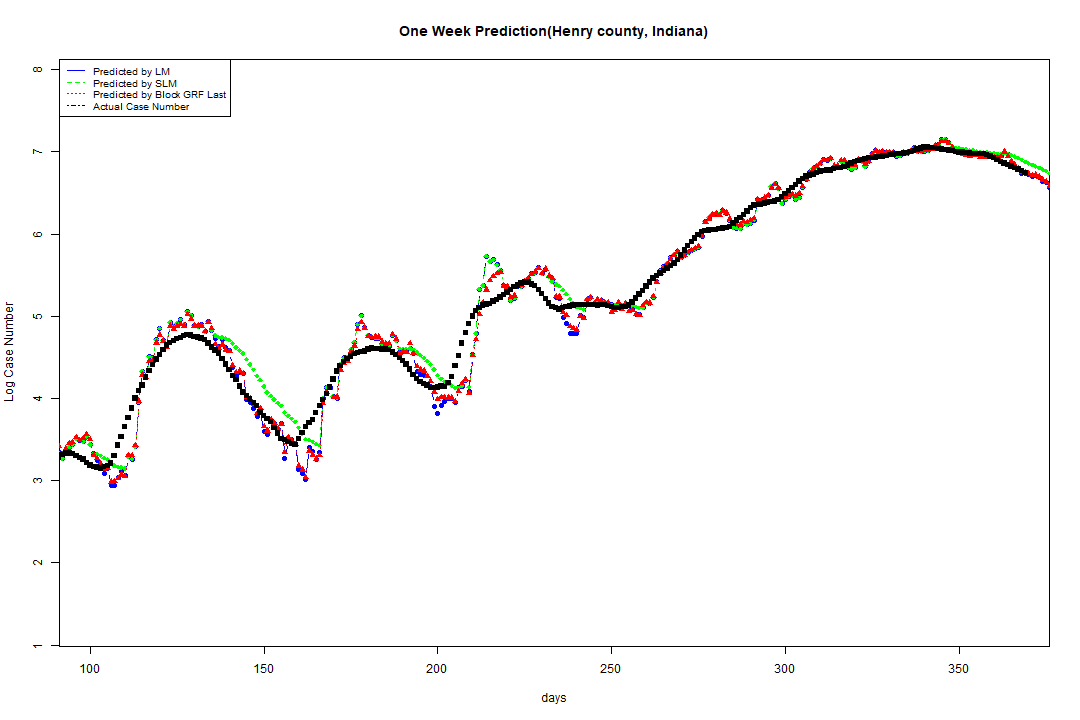 One Week Prediction(Henry county, Indiana)
Predicted by LM
Predicted by SLM
Predicted by Block GRF Last
Actual Case Number
8
7
6
5
4
3
2
1
Log Case Number
100 150 200 250 300 350
days